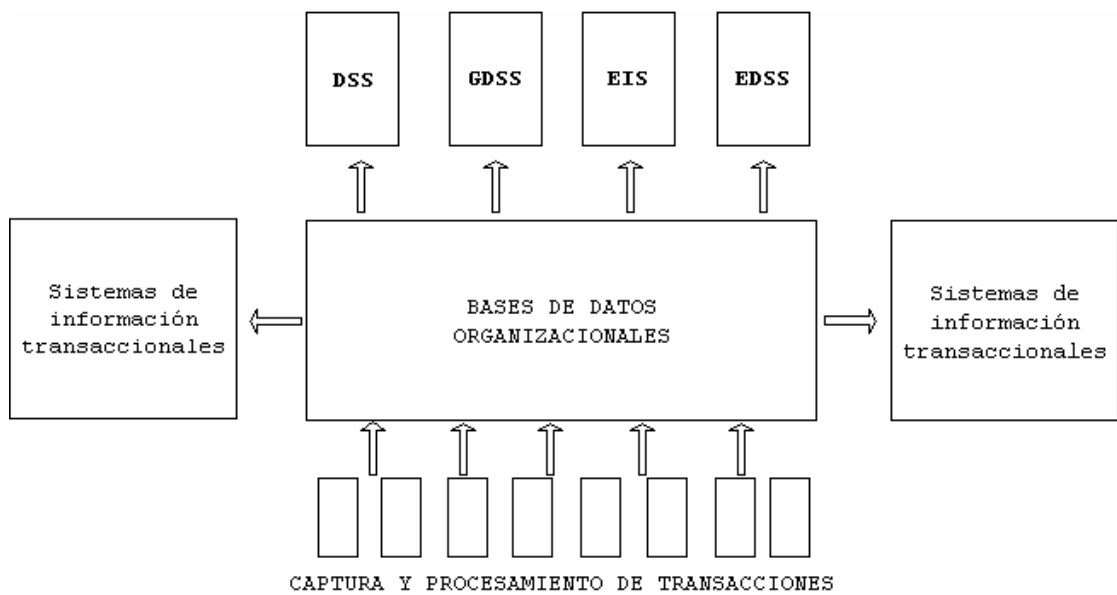 DSS
GDSS
EIS
EDSS
Sistemas de
información
transaccionales
BASES DE DATOS
ORGANIZACIONALES
Sistemas de
información
transaccionales
CAPTURA Y PROCESAMIENTO DE TRANSACCIONES